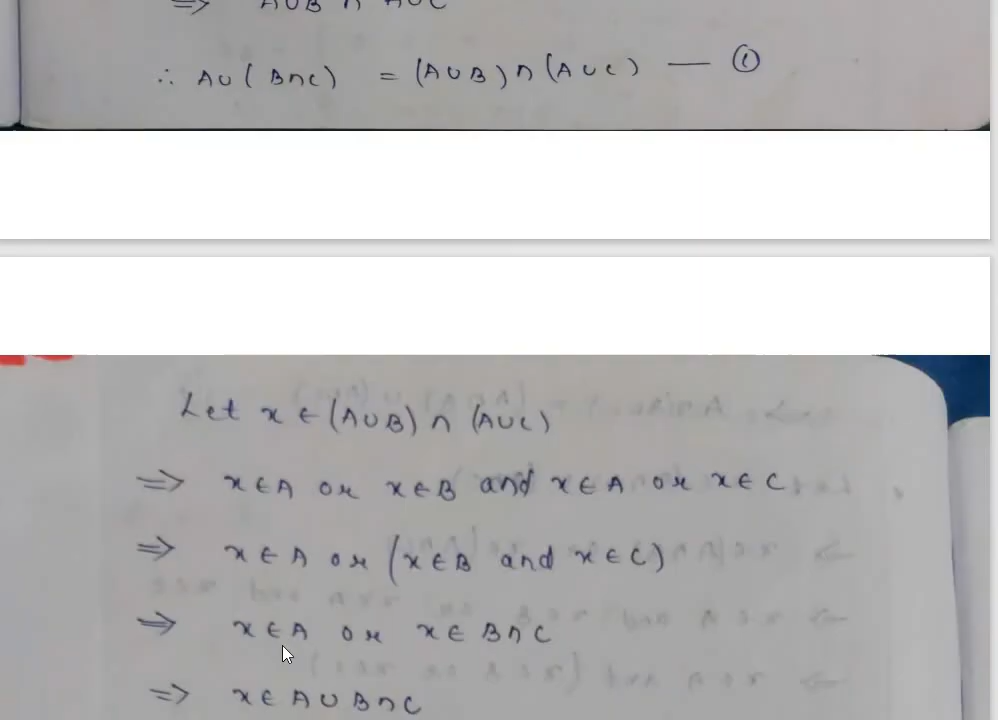 ⇒ A∪B ∩ A∪C
∴ A∪(B∩C) = (A∪B)∩(A∪C) — ①
Let x ∈ (A∪B) ∩ (A∪C)
⇒ x∈A or x∈B and x∈A or x∈C
⇒ x∈A or (x∈B and x∈C)
⇒ x∈A or x∈ B∩C
⇒ x∈ A∪B∩C